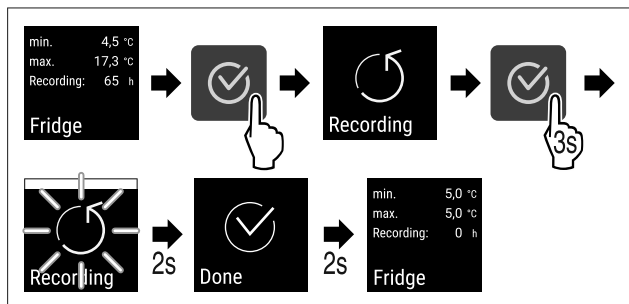 min. 4,5 °C
max. 17,3 °C
Recording: 65 h
Fridge
Recording
3s
Recording
2s
Done
2s
min. 5,0 °C
max. 5,0 °C
Recording: 0 h
Fridge